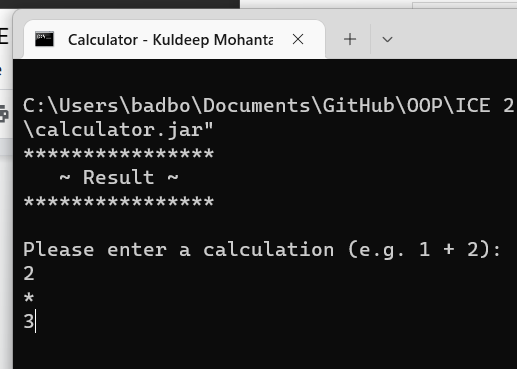 E
Calculator - Kuldeep Mohanta
C:\Users\badbo\Documents\GitHub\OOP\ICE 2
\calculator.jar"
****************
~ Result ~
****************
Please enter a calculation (e.g. 1 + 2):
2
*
3